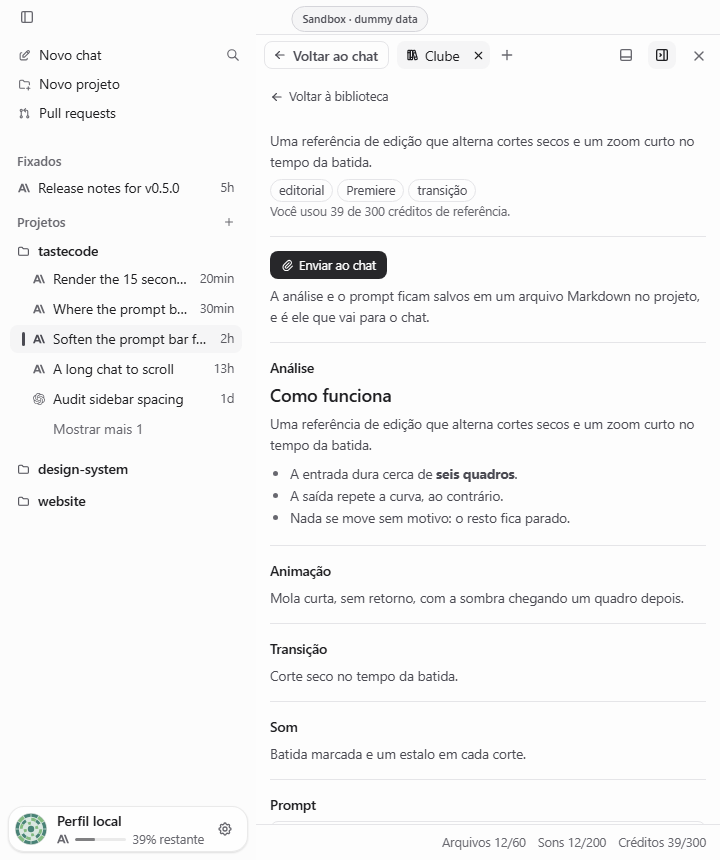 Sandbox · dummy data
Novo chat
Novo projeto
Pull requests
Fixados
Release notes for v0.5.0 5h
Projetos
tastecode
Render the 15 secon... 20min
Where the prompt b... 30min
Soften the prompt bar f... 2h
A long chat to scroll 13h
Audit sidebar spacing 1d
Mostrar mais 1
design-system
website
Perfil local
39% restante
Voltar ao chat
Clube
Voltar à biblioteca
Uma referência de edição que alterna cortes secos e um zoom curto no
tempo da batida.
editorial Premiere transição
Você usou 39 de 300 créditos de referência.
Enviar ao chat
A análise e o prompt ficam salvos em um arquivo Markdown no projeto,
e é ele que vai para o chat.
Análise
Como funciona
Uma referência de edição que alterna cortes secos e um zoom curto no
tempo da batida.
A entrada dura cerca de seis quadros.
A saída repete a curva, ao contrário.
Nada se move sem motivo: o resto fica parado.
Animação
Mola curta, sem retorno, com a sombra chegando um quadro depois.
Transição
Corte seco no tempo da batida.
Som
Batida marcada e um estalo em cada corte.
Prompt
Arquivos 12/60 Sons 12/200 Créditos 39/300